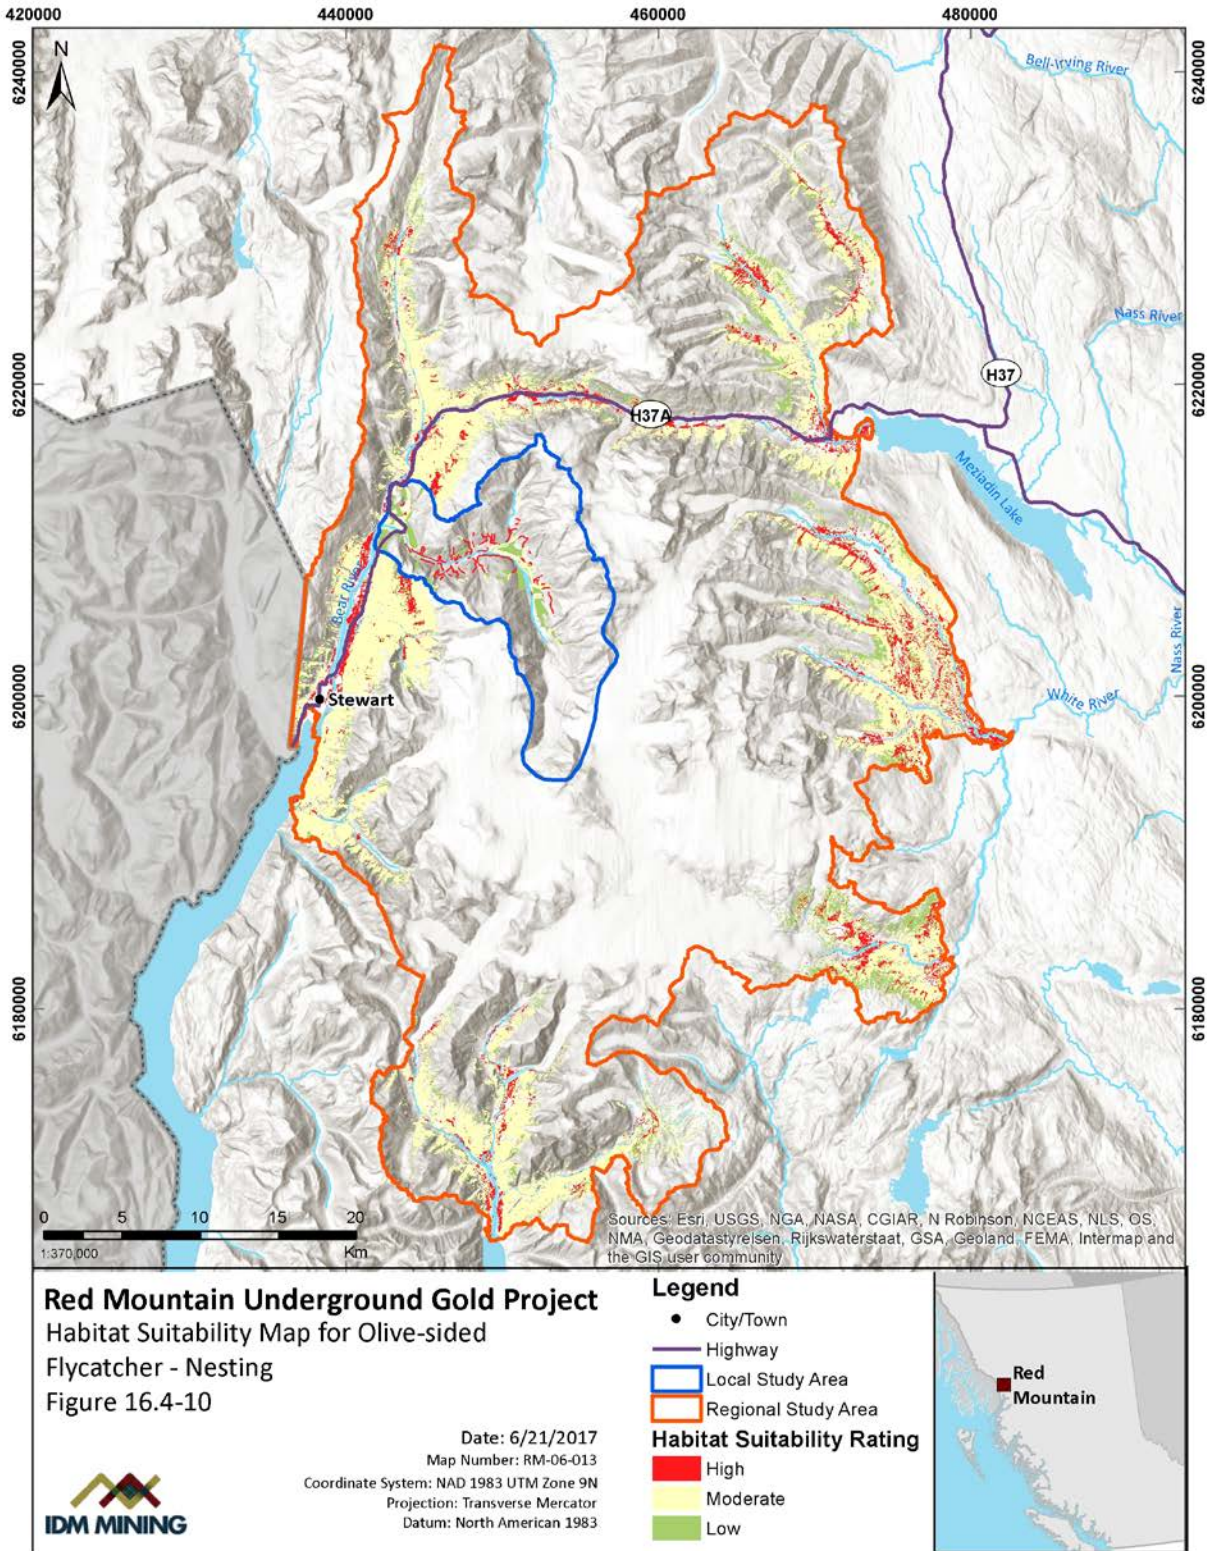 420000
440000
460000
480000
6240000
6240000
N
Bell-Irving River
Nass River
6220000
6220000
H37
H37A
Meziadin Lake
Bear River
Nass River
6200000
6200000
Stewart
White River
6180000
6180000
0 5 10 15 20
1:370,000 Km
Sources: Esri, USGS, NGA, NASA, CGIAR, N Robinson, NCEAS, NLS, OS,
NMA, Geodatastyrelsen, Rijkswaterstaat, GSA, Geoland, FEMA, Intermap and
the GIS user community
Red Mountain Underground Gold Project
Habitat Suitability Map for Olive-sided
Flycatcher - Nesting
Figure 16.4-10
Date: 6/21/2017
Map Number: RM-06-013
Coordinate System: NAD 1983 UTM Zone 9N
Projection: Transverse Mercator
Datum: North American 1983
IDM MINING
Legend
City/Town
Highway
Local Study Area
Regional Study Area
Habitat Suitability Rating
High
Moderate
Low
Red
Mountain